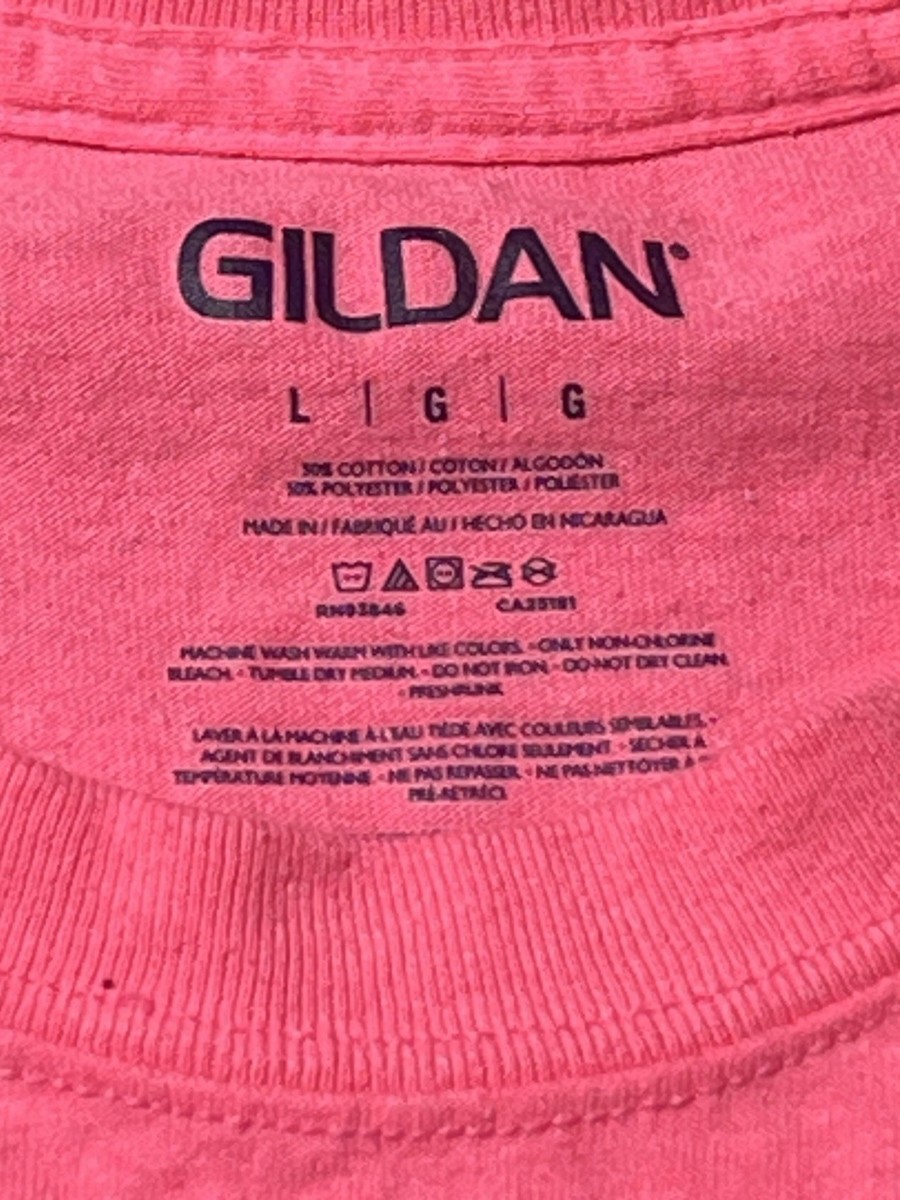 GILDAN®
L | G | G
50% COTTON / COTON / ALGODÓN
50% POLYESTER / POLYESTER / POLIÉSTER
MADE IN / FABRIQUÉ AU / HECHO EN NICARAGUA
RN93846 CA25181
MACHINE WASH WARM WITH LIKE COLORS. • ONLY NON-CHLORINE
BLEACH. • TUMBLE DRY MEDIUM. • DO NOT IRON. • DO NOT DRY CLEAN.
• PRESHRUNK
LAVER À LA MACHINE À L'EAU TIÈDE AVEC COULEURS SEMBLABLES. •
AGENT DE BLANCHIMENT SANS CHLORE SEULEMENT • SÉCHER À
TEMPÉRATURE MOYENNE • NE PAS REPASSER. • NE PAS NETTOYER À
PRÉ-RÉTRÉCI.